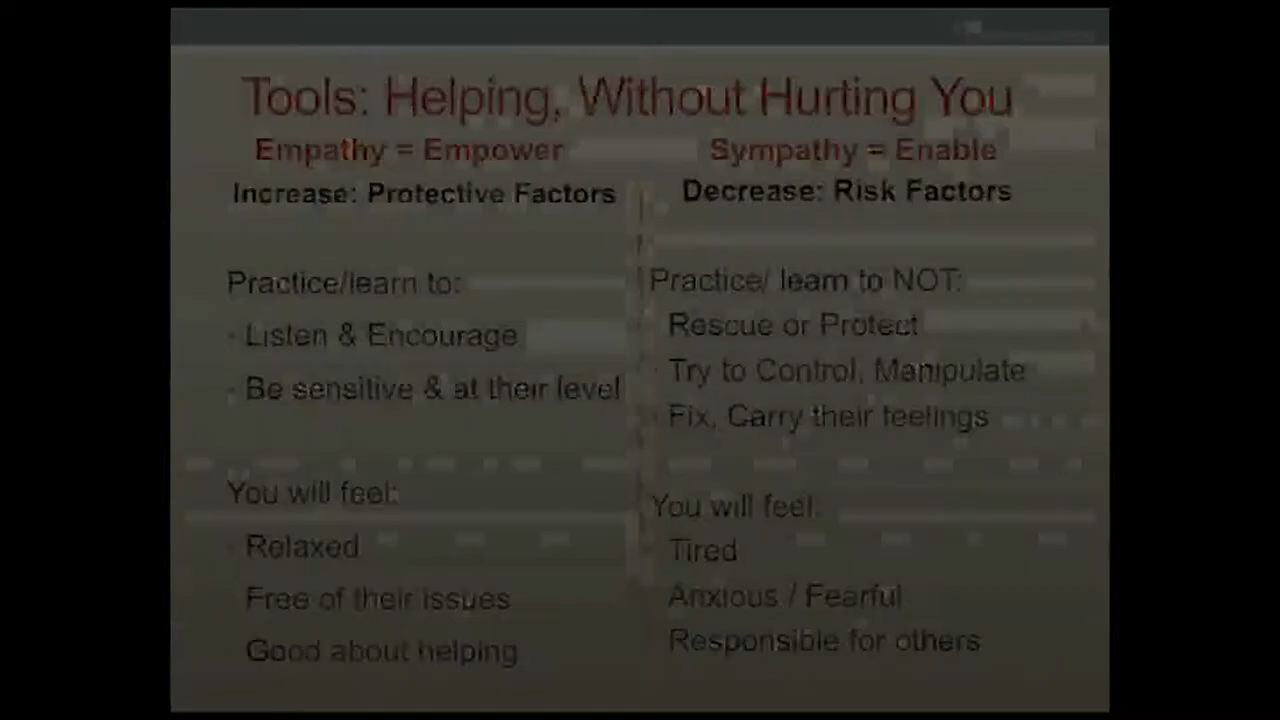 Tools: Helping, Without Hurting You
Empathy = Empower
Increase: Protective Factors
Practice/learn to:
· Listen & Encourage
· Be sensitive & at their level
You will feel:
· Relaxed
Free of their issues
Good about helping
Sympathy = Enable
Decrease: Risk Factors
Practice/ learn to NOT:
Rescue or Protect
Try to Control, Manipulate
Fix, Carry their feelings
You will feel:
Tired
Anxious / Fearful
Responsible for others